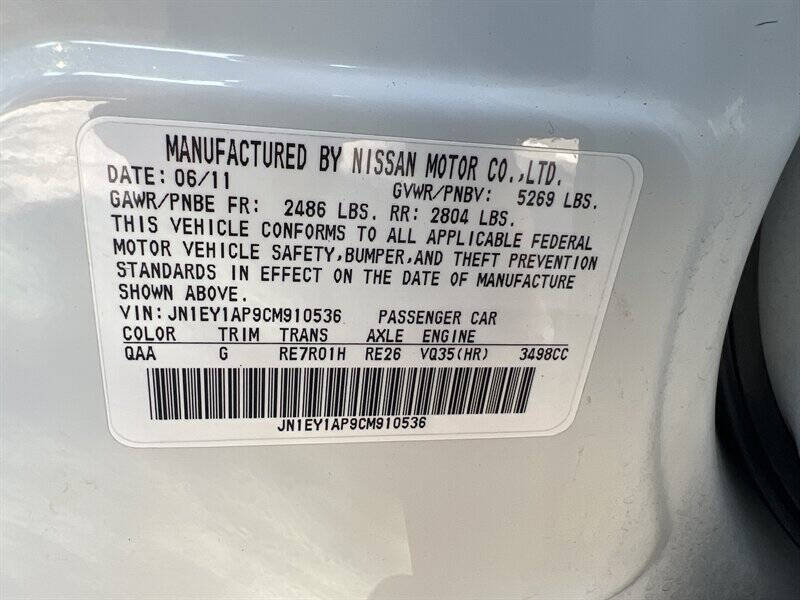 MANUFACTURED BY NISSAN MOTOR CO.,LTD.
DATE: 06/11 GVWR/PNBV: 5269 LBS.
GAWR/PNBE FR: 2486 LBS. RR: 2804 LBS.
THIS VEHICLE CONFORMS TO ALL APPLICABLE FEDERAL
MOTOR VEHICLE SAFETY,BUMPER,AND THEFT PREVENTION
STANDARDS IN EFFECT ON THE DATE OF MANUFACTURE
SHOWN ABOVE.
VIN: JN1EY1AP9CM910536 PASSENGER CAR
COLOR TRIM TRANS AXLE ENGINE
QAA G RE7R01H RE26 VQ35(HR) 3498CC
JN1EY1AP9CM910536